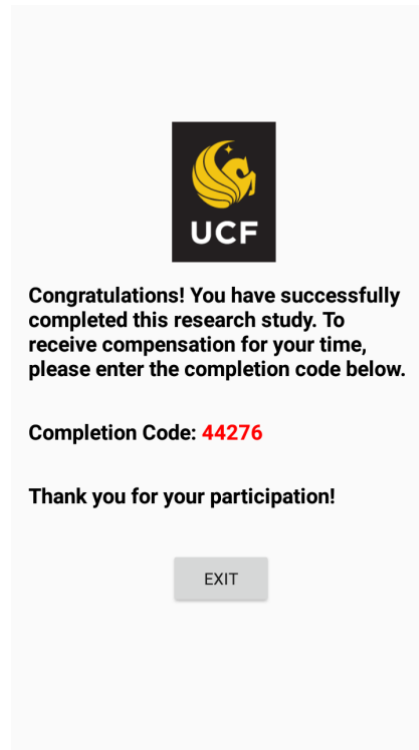 UCF
Congratulations! You have successfully
completed this research study. To
receive compensation for your time,
please enter the completion code below.
Completion Code: 44276
Thank you for your participation!
EXIT